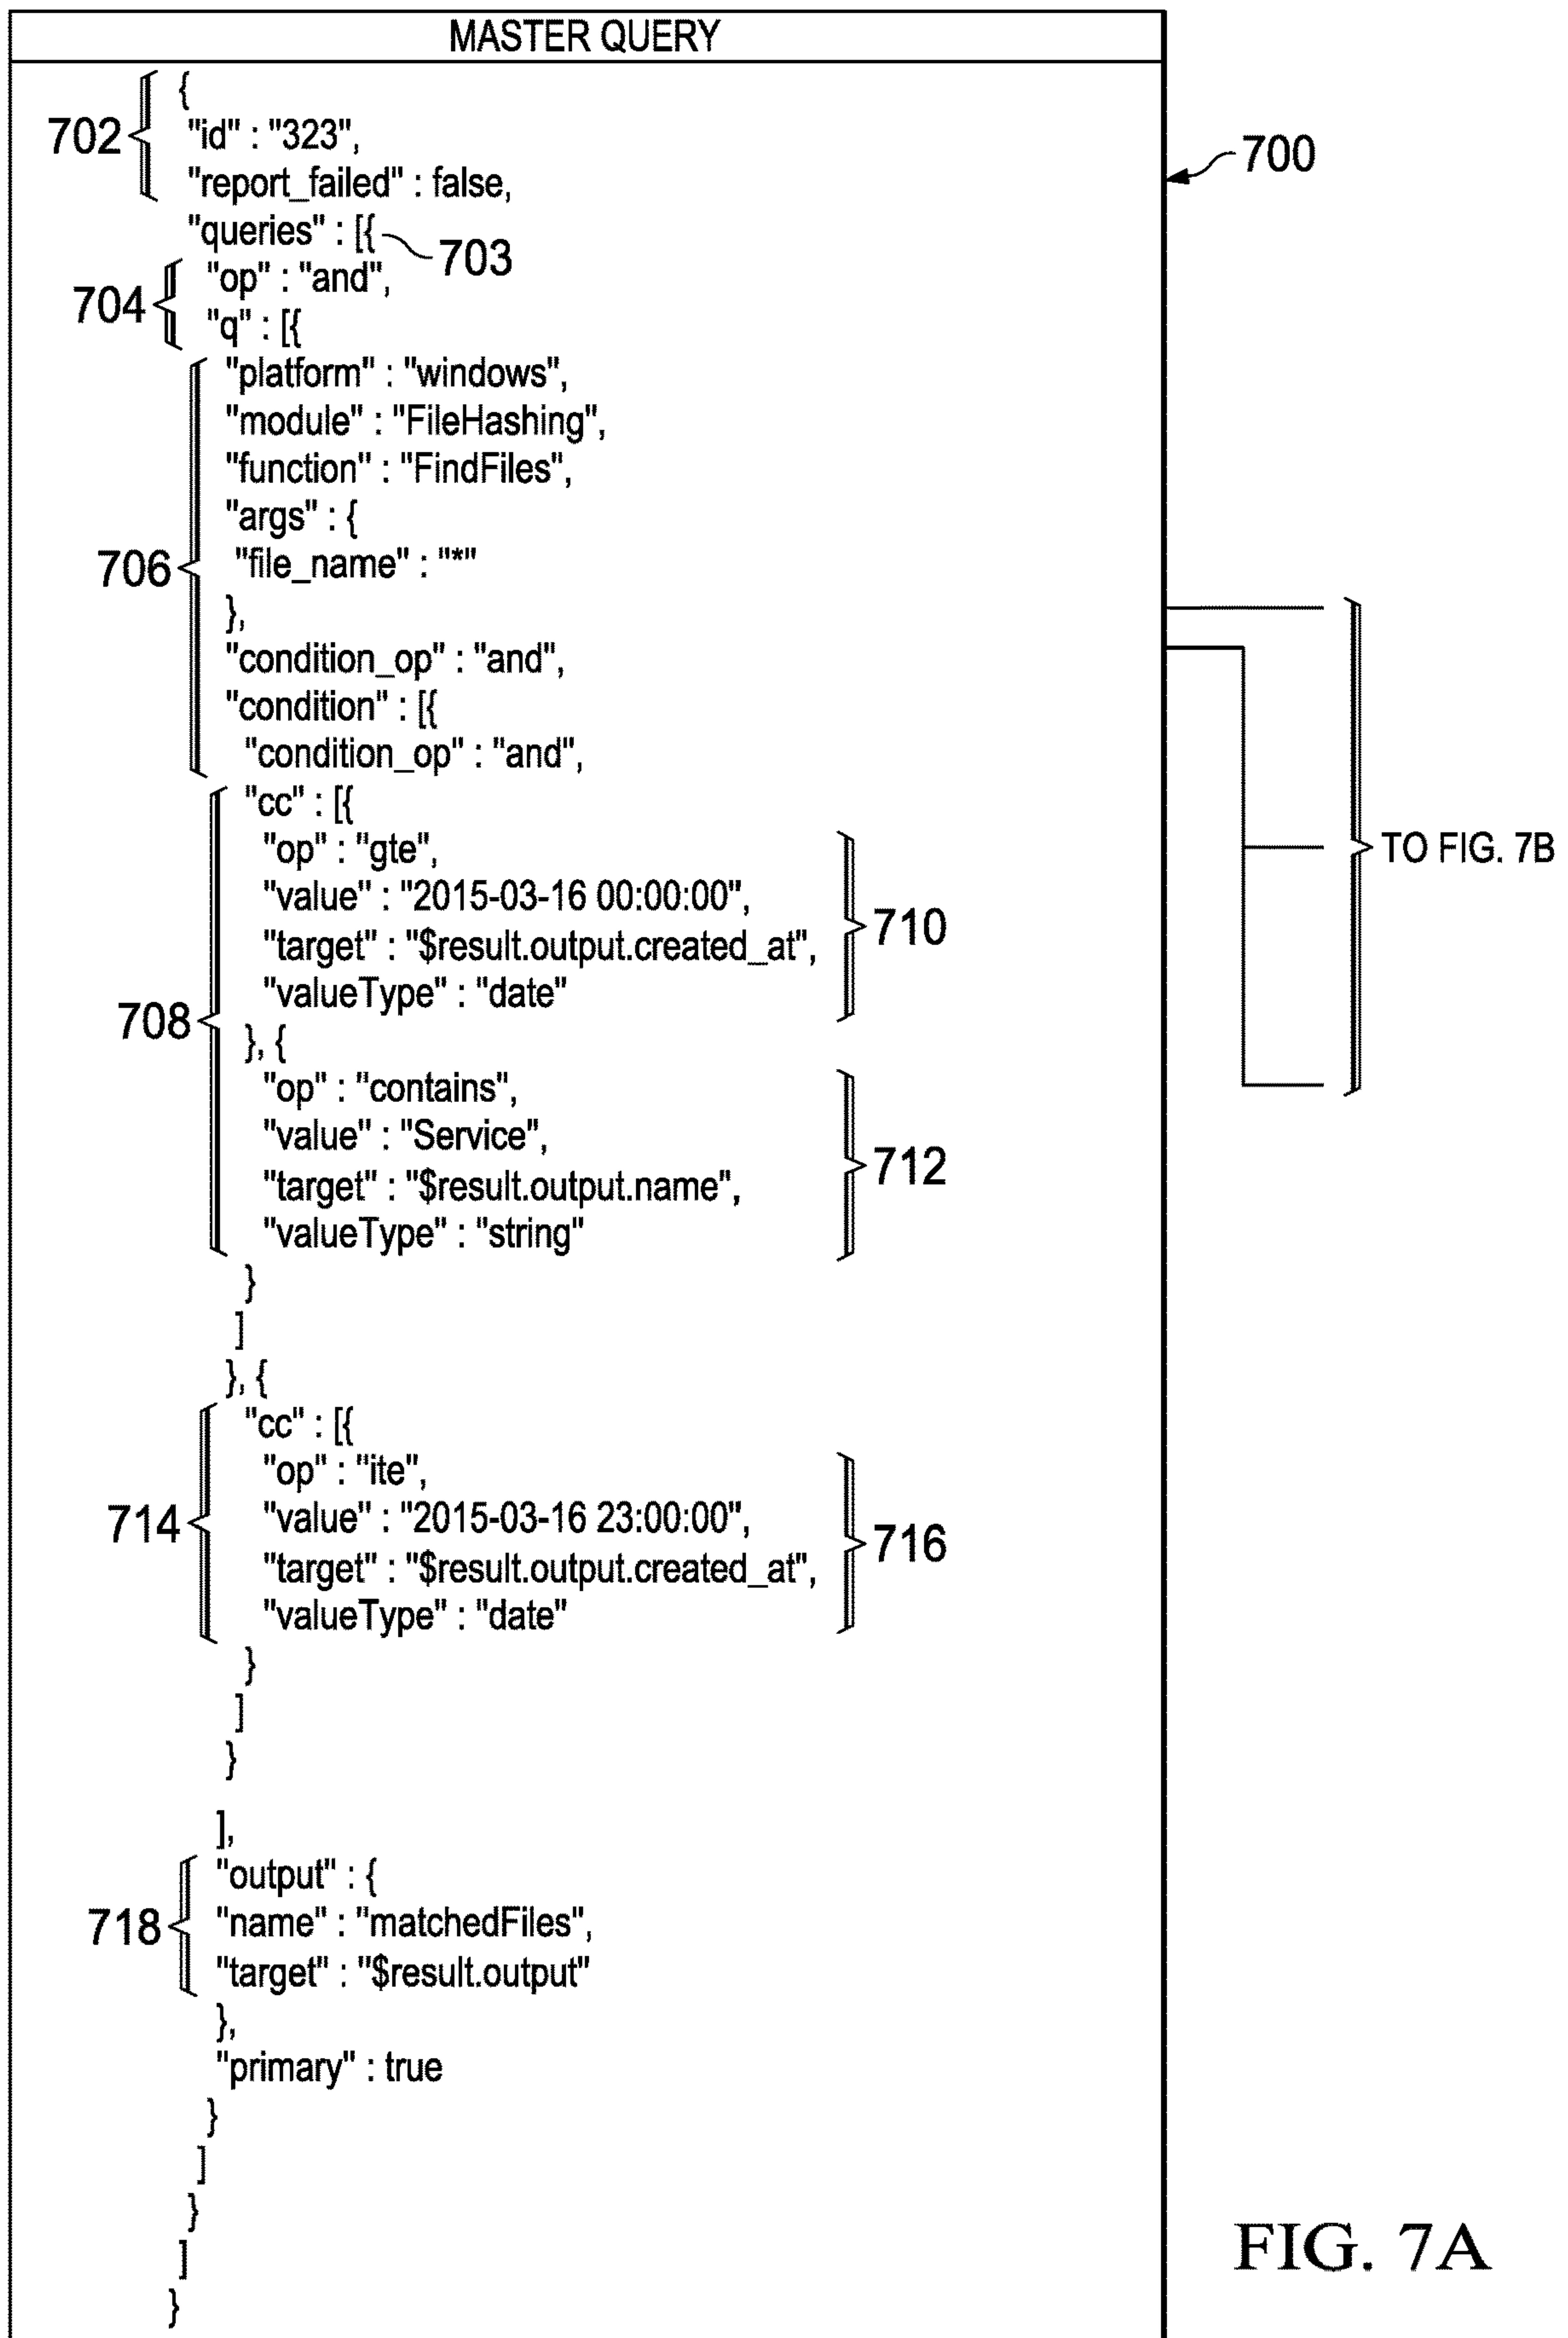 MASTER QUERY
702 {
"id" : "323",
"report_failed" : false,
700
"queries" : [{
703
704 "op" : "and",
"q" : [{
706 "platform" : "windows",
"module" : "FileHashing",
"function" : "FindFiles",
"args" : {
"file_name" : "*"
},
"condition_op" : "and",
"condition" : [{
"condition_op" : "and",
708 "cc" : [{
"op" : "gte",
"value" : "2015-03-16 00:00:00",
"target" : "$result.output.created_at",
"valueType" : "date"
710
TO FIG. 7B
}, {
"op" : "contains",
"value" : "Service",
"target" : "$result.output.name",
"valueType" : "string"
712
}
]
}, {
714 "cc" : [{
"op" : "ite",
"value" : "2015-03-16 23:00:00",
"target" : "$result.output.created_at",
"valueType" : "date"
716
}
]
}
],
718 "output" : {
"name" : "matchedFiles",
"target" : "$result.output"
},
"primary" : true
}
]
}
]
}
FIG. 7A